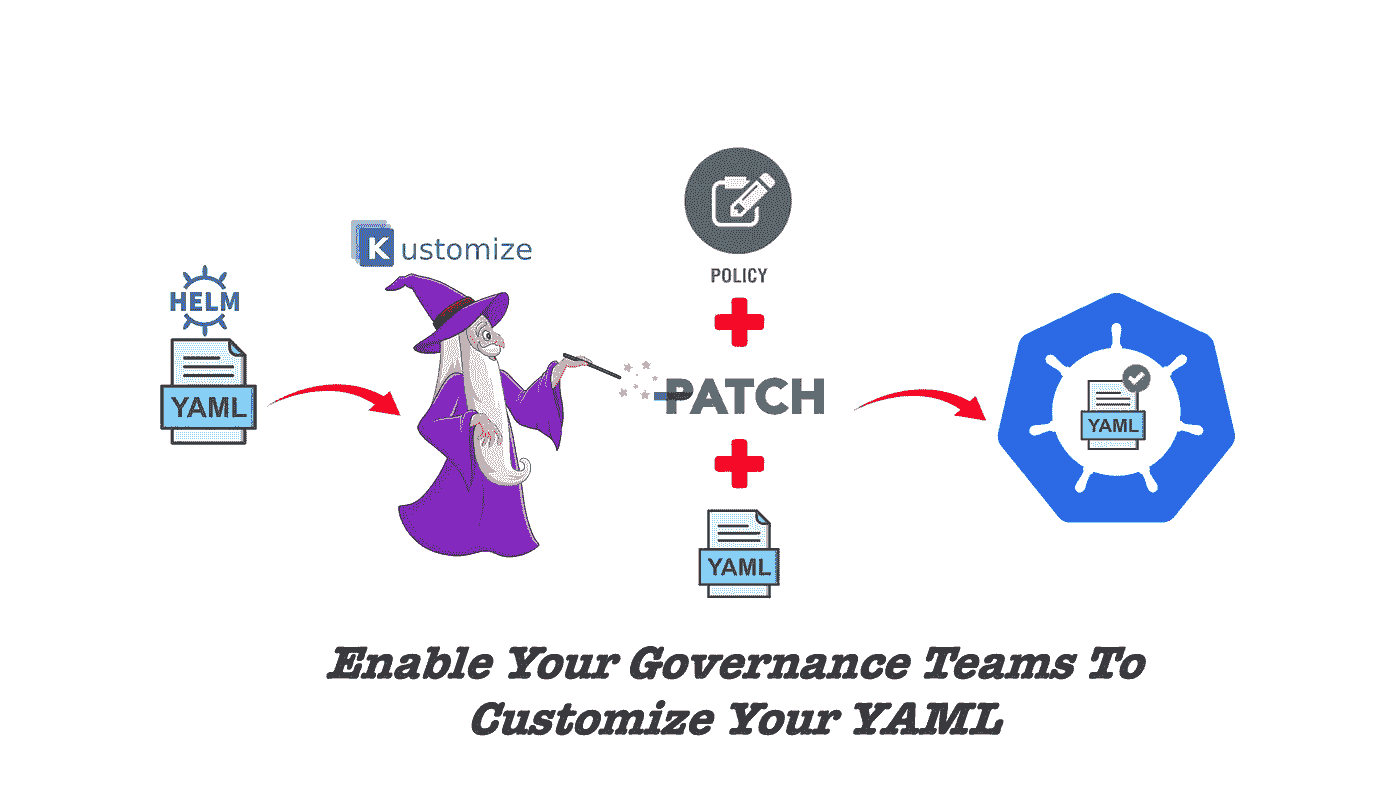 HELM
YAML
Kustomize
POLICY
PATCH
YAML
YAML
Enable Your Governance Teams To
Customize Your YAML